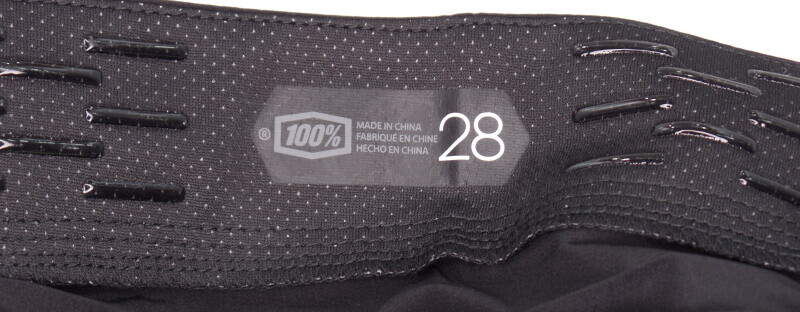 ® 100%
MADE IN CHINA
FABRIQUÉ EN CHINE
HECHO EN CHINA
28